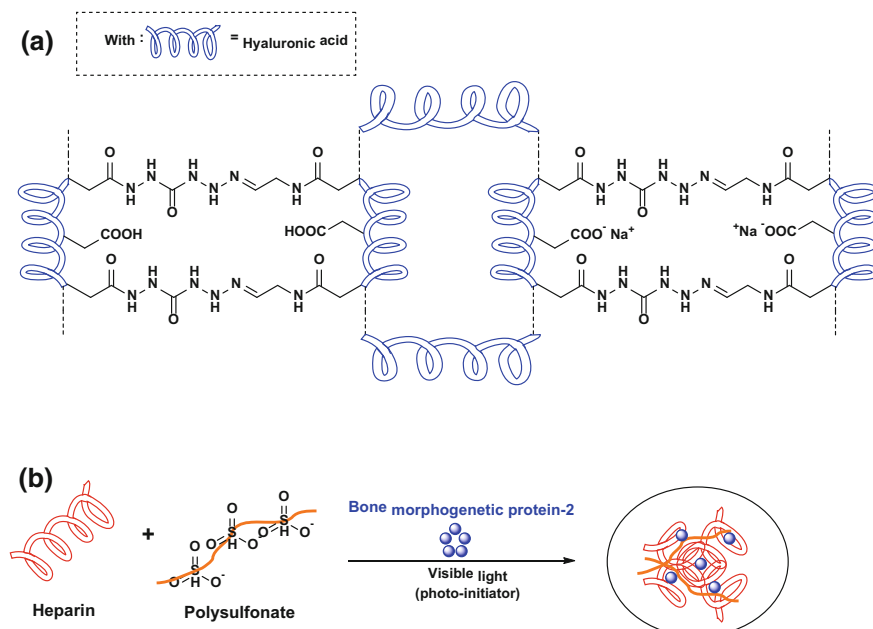 (a)
With : = Hyaluronic acid
O O O O
N H N H H N H N N N H N H N H H N H N N N H
O O
COOH HOOC COO- Na+ +Na -OOC
O O O O
N H N H H N H N N N H N H N H H N H N N N H
O O
(b)
Bone morphogenetic protein-2
+
O O S H O-
O O S H O-
O O S H O-
O O S H O-
Visible light
(photo-initiator)
Heparin Polysulfonate